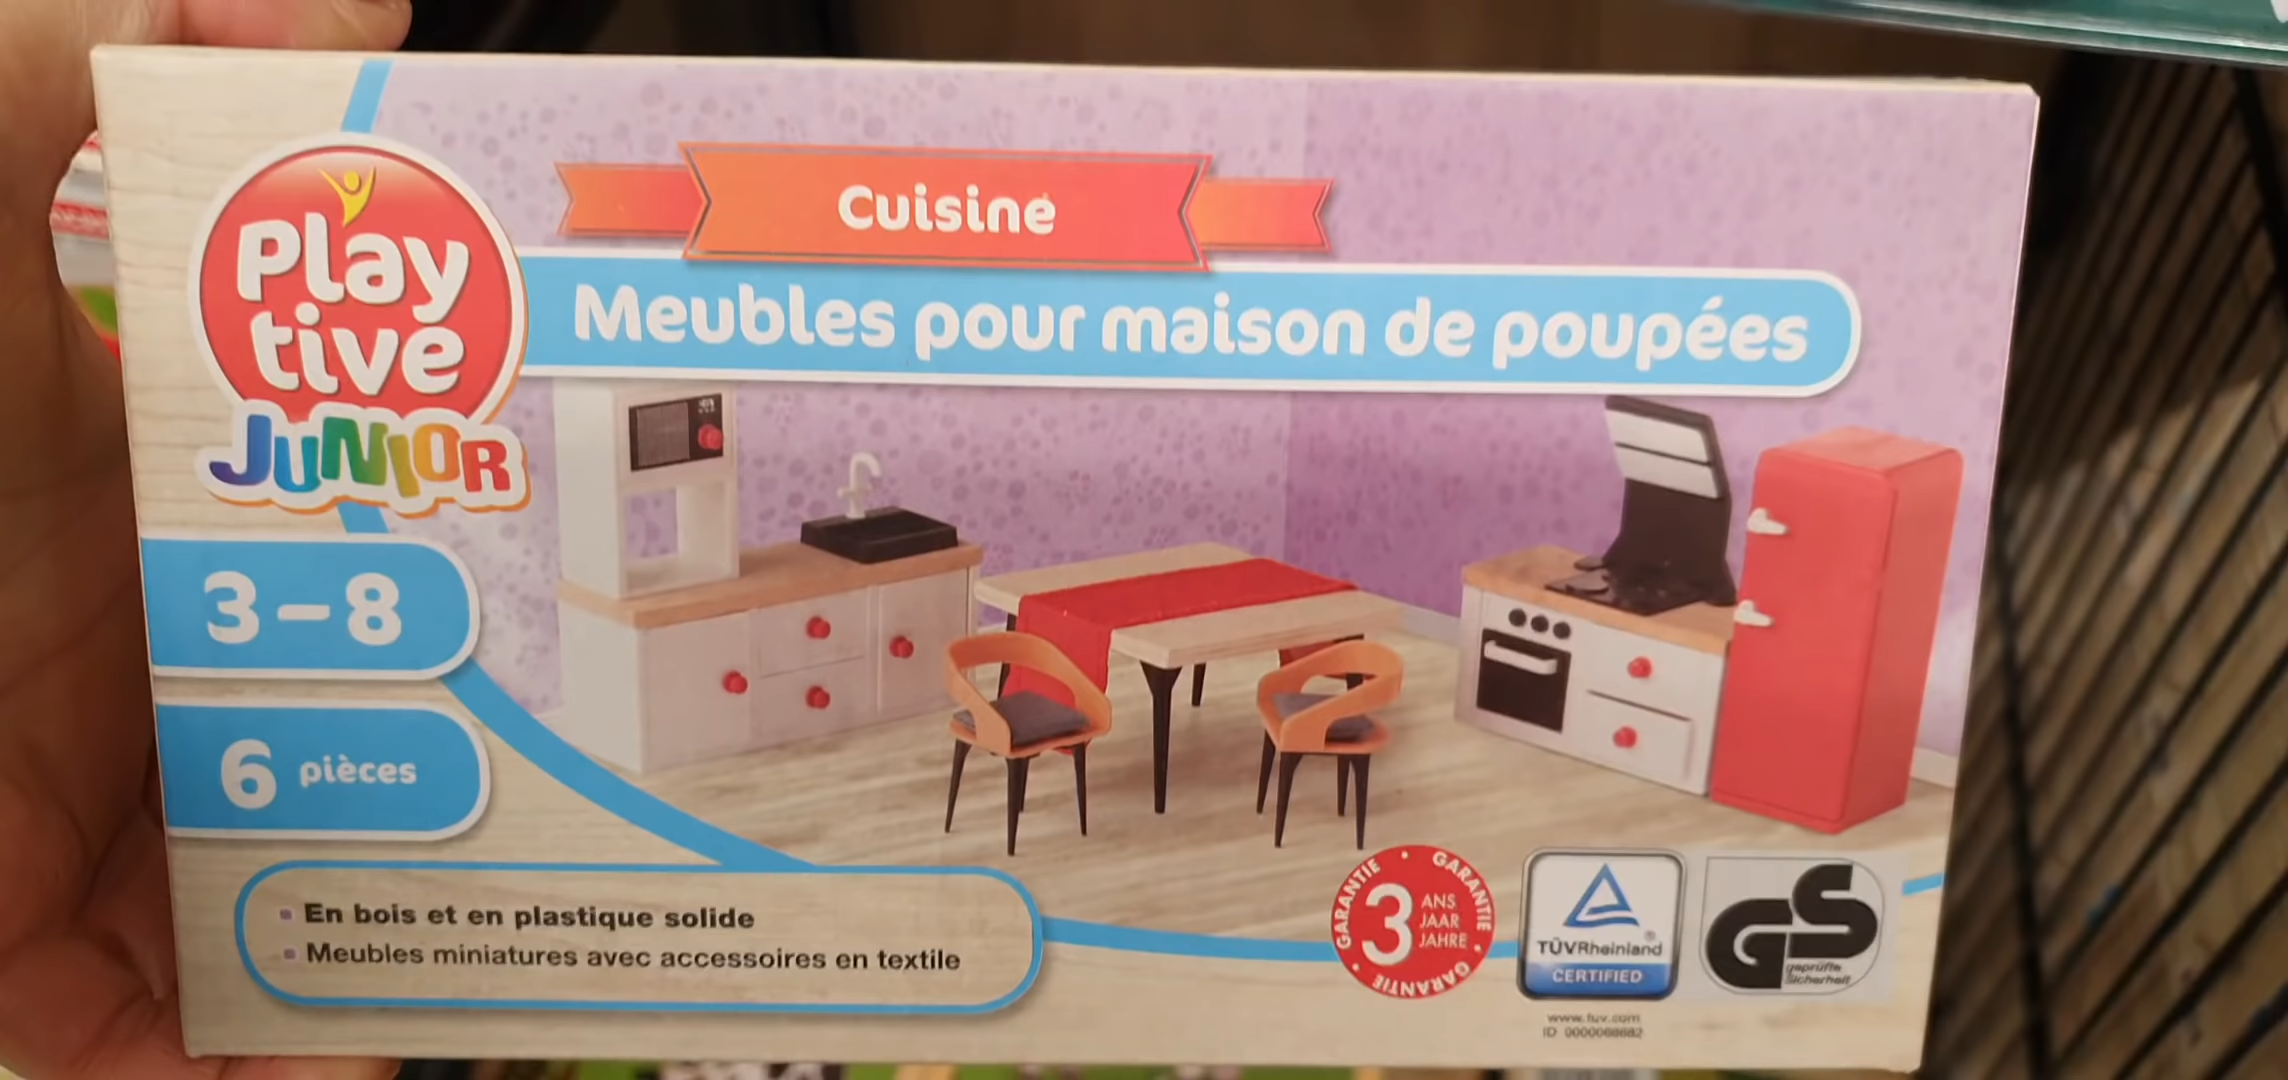 Cuisine
Play
tive
JUNIOR
Meubles pour maison de poupées
3-8
6 pièces
En bois et en plastique solide
Meubles miniatures avec accessoires en textile
GARANTIE • GARANTIE • GARANTIE •
3 ANS
JAAR
JAHRE
TÜVRheinland®
CERTIFIED
GS
geprüfte
Sicherheit
www.tuv.com
ID 0000068682